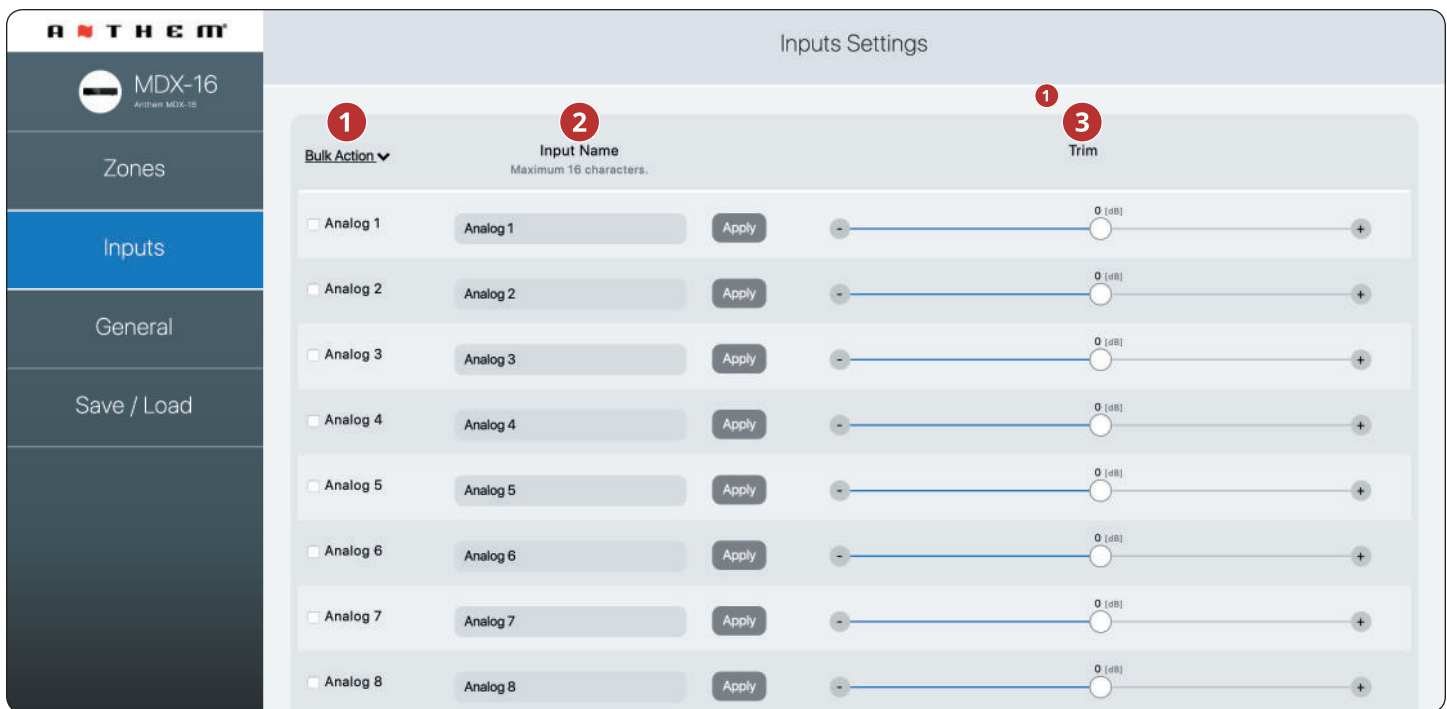 ANTHEM
MDX-16
Anthem MDX-16
Zones
Inputs
General
Save / Load
Inputs Settings
1
1 2 3
Bulk Action Input Name Trim
Maximum 16 characters.
0 [dB]
Analog 1 Analog 1 Apply - +
0 [dB]
Analog 2 Analog 2 Apply - +
0 [dB]
Analog 3 Analog 3 Apply - +
0 [dB]
Analog 4 Analog 4 Apply - +
0 [dB]
Analog 5 Analog 5 Apply - +
0 [dB]
Analog 6 Analog 6 Apply - +
0 [dB]
Analog 7 Analog 7 Apply - +
0 [dB]
Analog 8 Analog 8 Apply - +